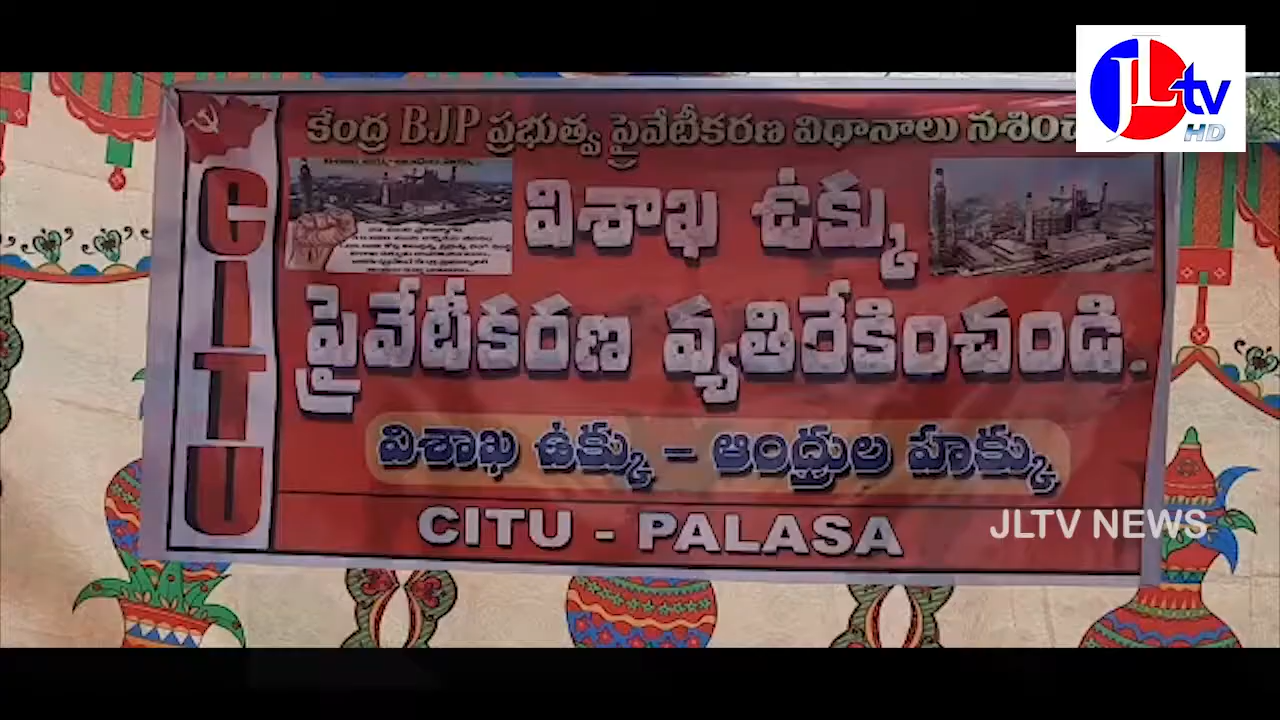 JLtv
HD
కేంద్ర BJP ప్రభుత్వ ప్రైవేటీకరణ విధానాలు నశించ
CITU
విశాఖ ఉక్కు
ప్రైవేటీకరణ వ్యతిరేకించండి.
విశాఖ ఉక్కు – ఆంధ్రుల హక్కు
CITU - PALASA
JLTV NEWS